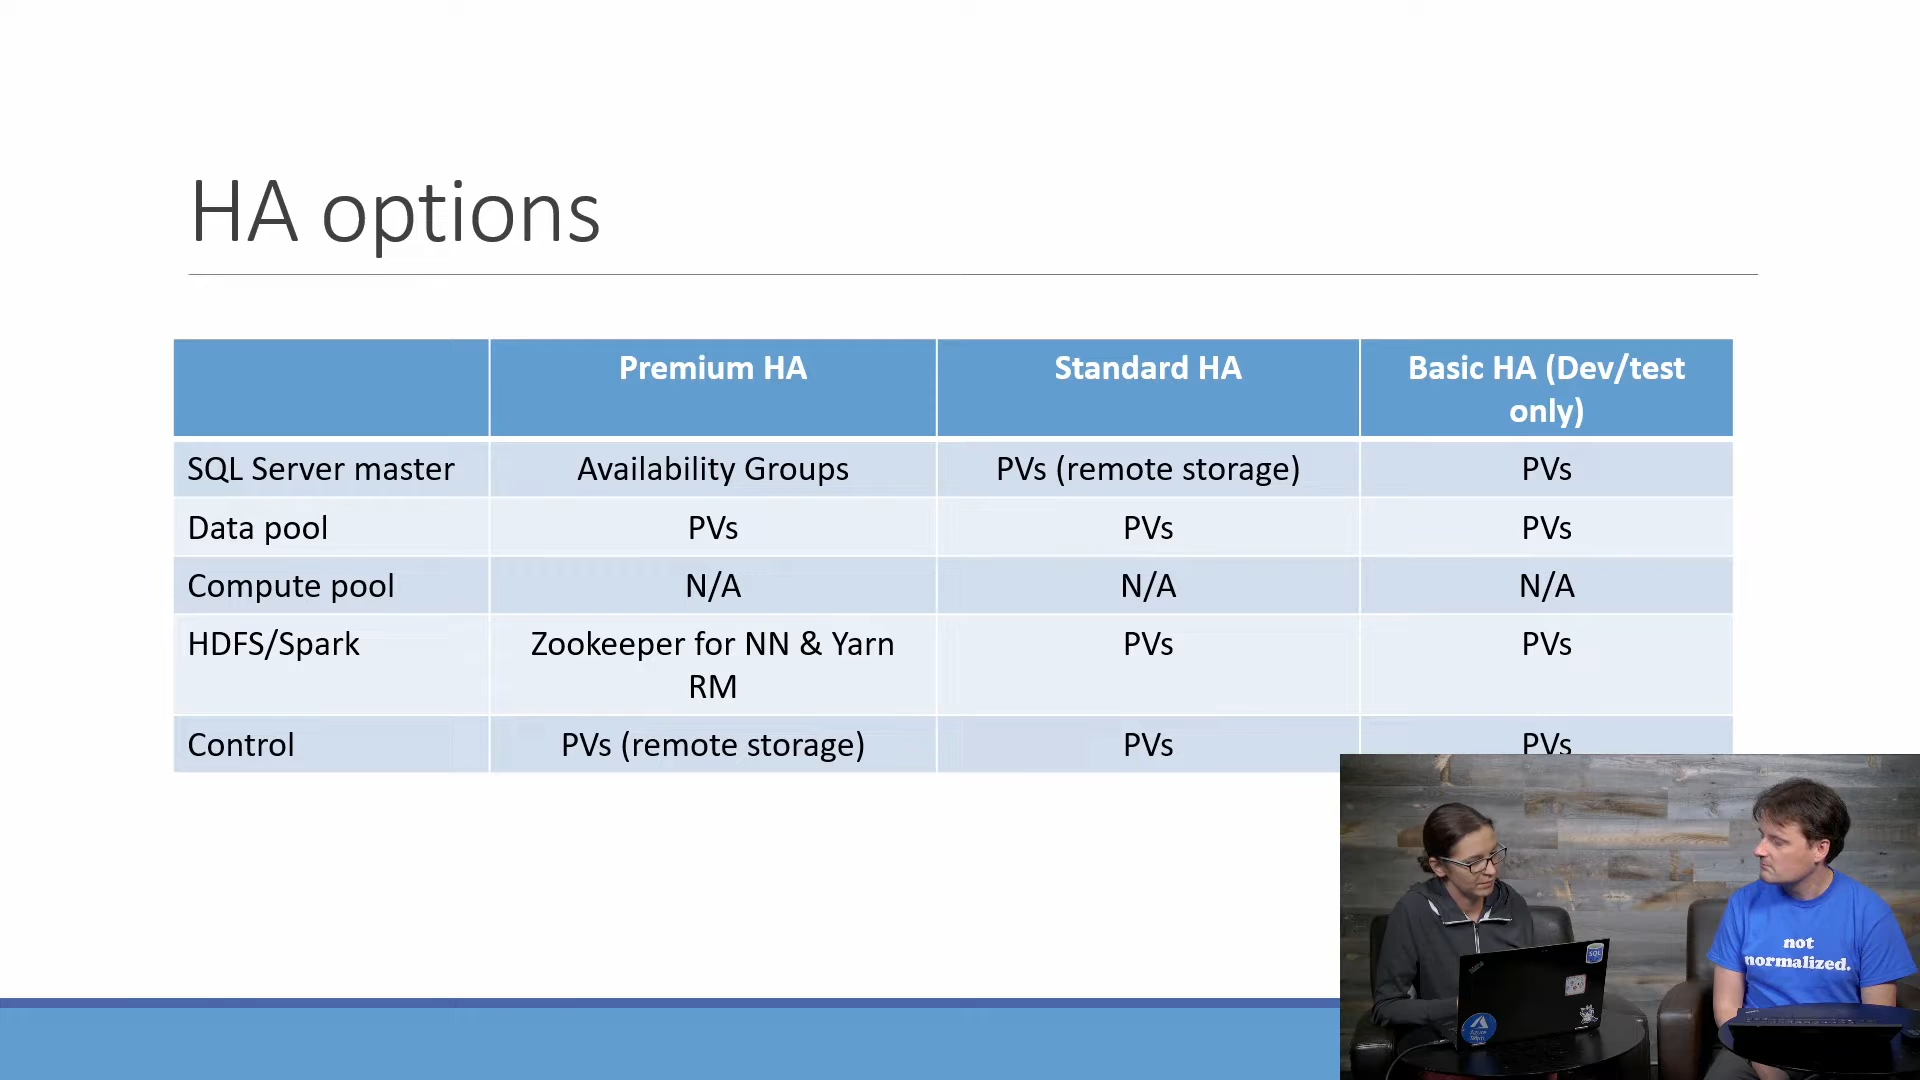 HA options
Premium HA
Standard HA
Basic HA (Dev/test
only)
SQL Server master
Availability Groups
PVs (remote storage)
PVs
Data pool
PVs
PVs
PVs
Compute pool
N/A
N/A
N/A
HDFS/Spark
Zookeeper for NN & Yarn
RM
PVs
PVs
Control
PVs (remote storage)
PVs
PVs
SQL
not
normalized.
Azure